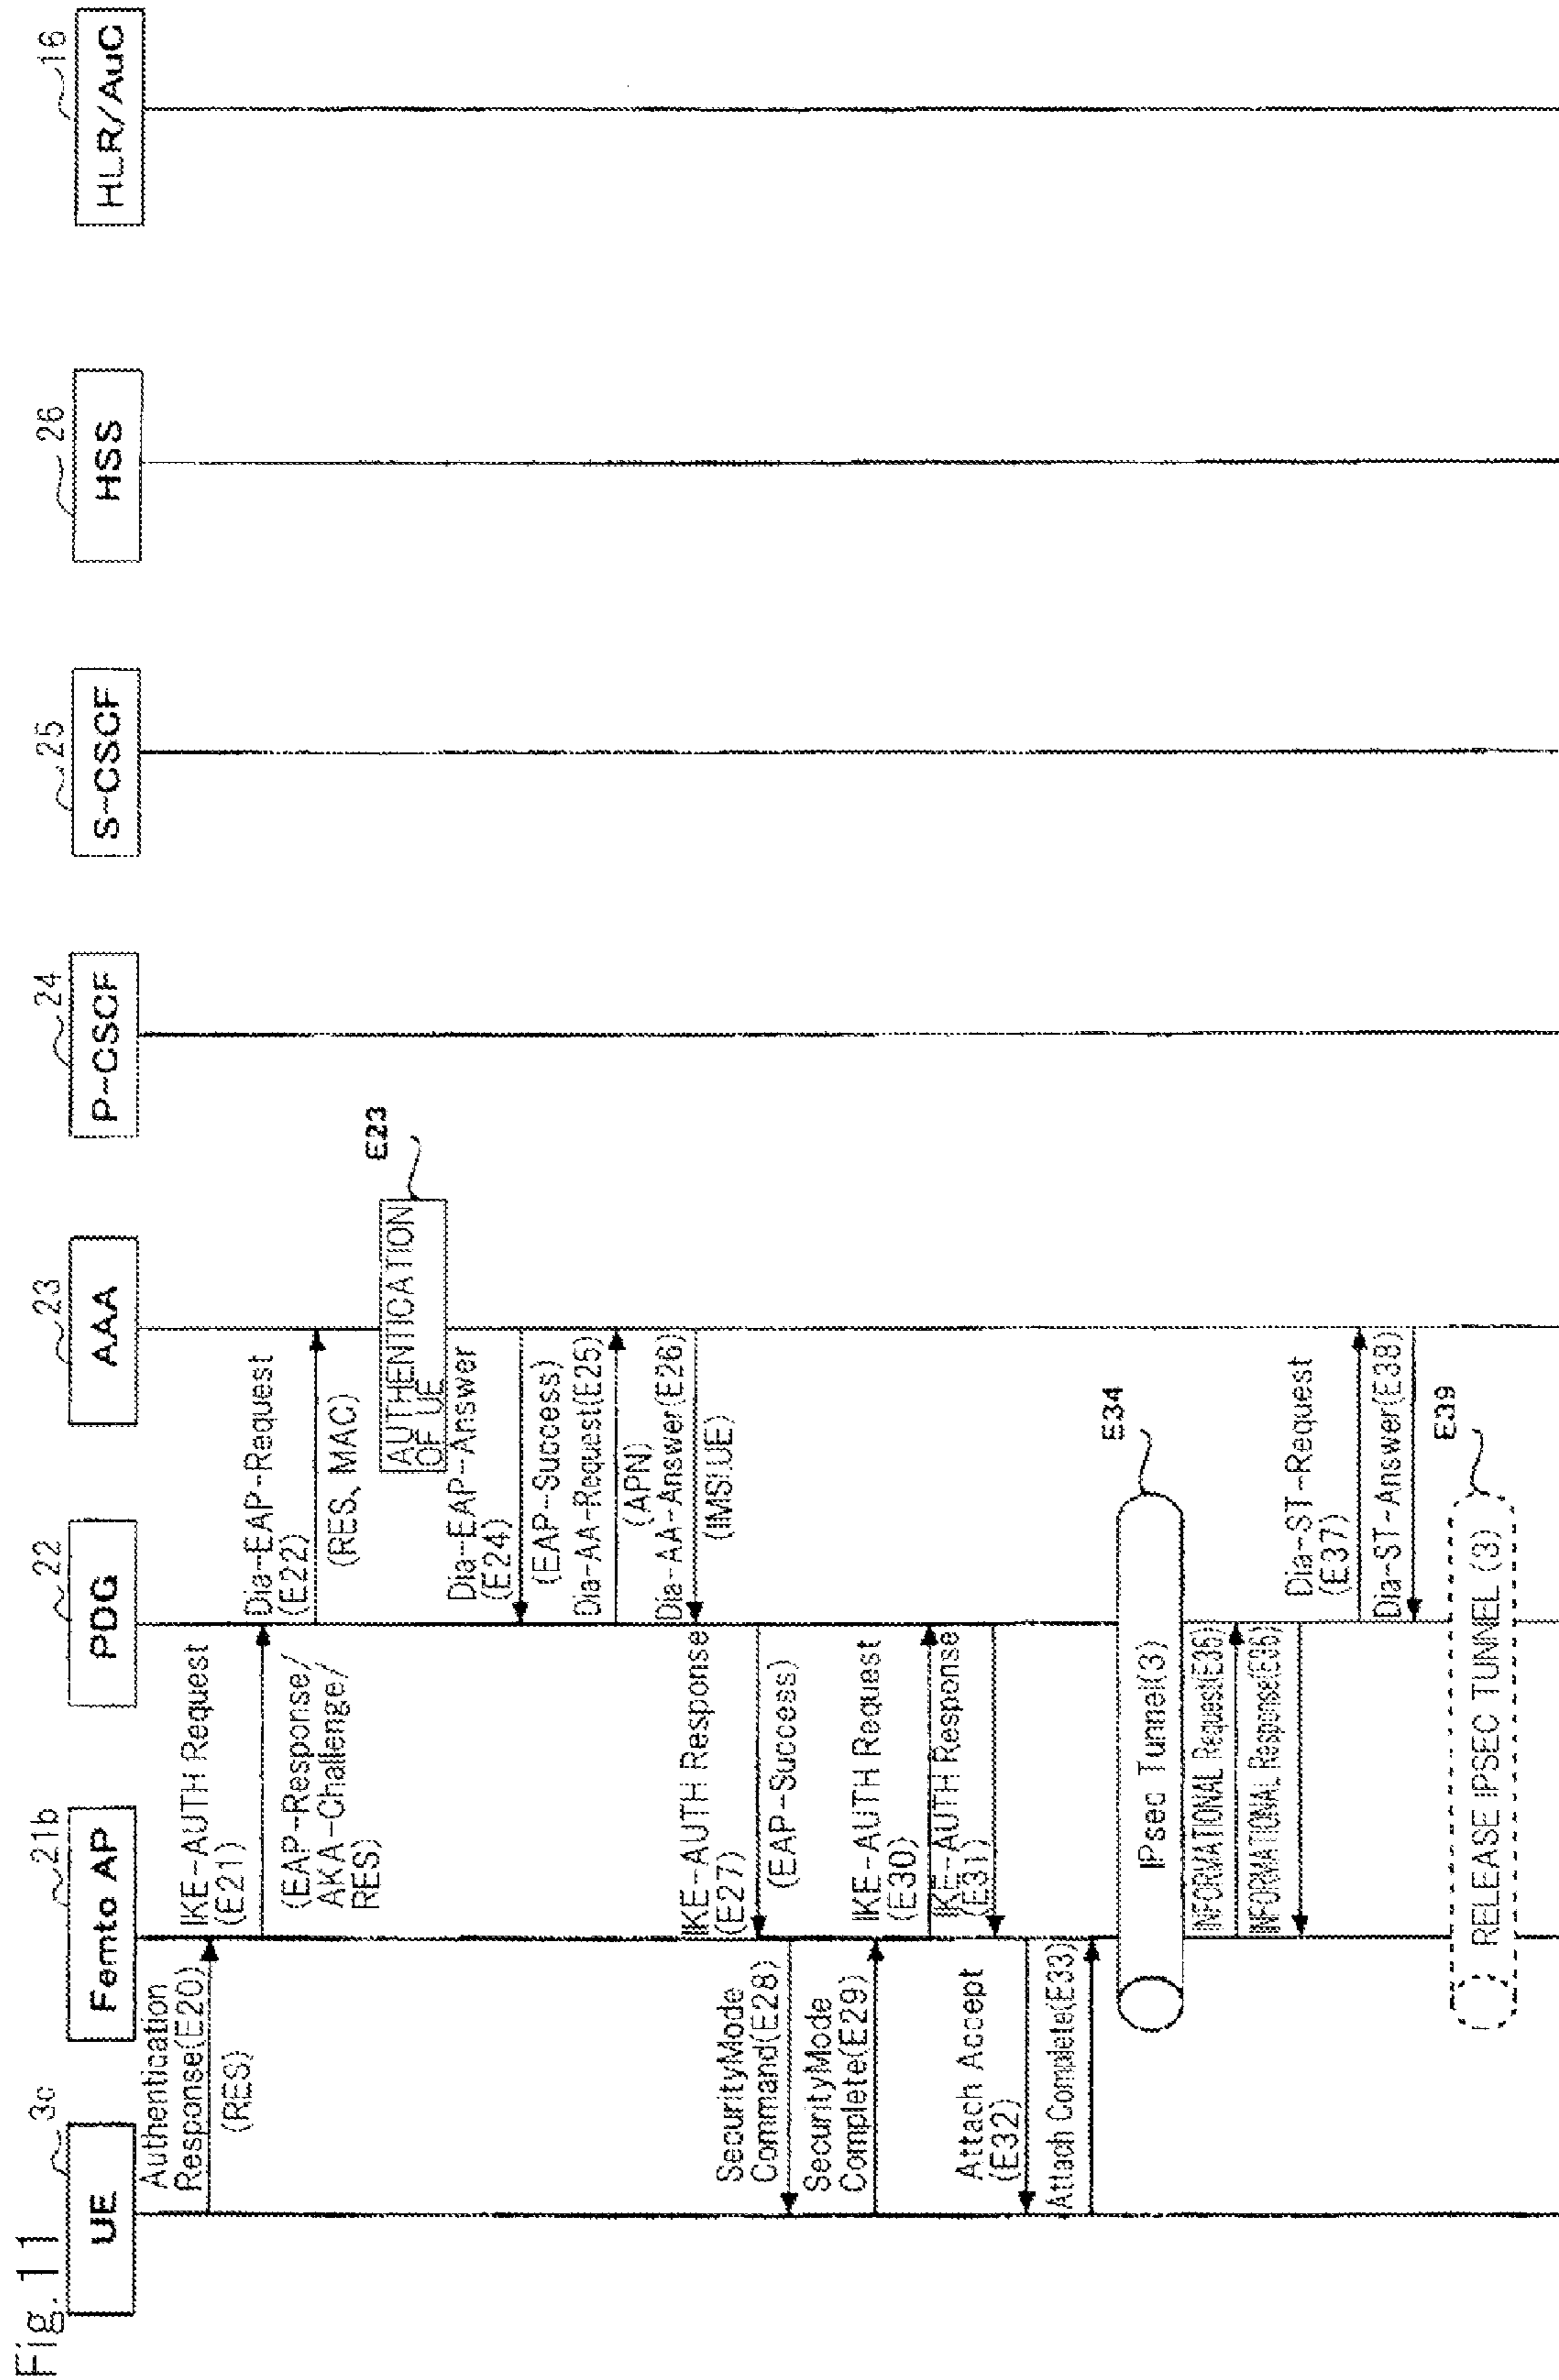 Fig.11
3c
UE
21b
Femto AP
22
PDG
23
AAA
24
P-CSCF
25
S-CSCF
26
HSS
16
HLR/AuC
Authentication
Response(E20)
(RES)
IKE-AUTH Request
(E21)
(EAP-Response/
AKA-Challenge/
RES)
Dia-EAP-Request
(E22)
(RES、MAC)
E23
AUTHENTICATION
OF UE
Dia-EAP-Answer
(E24)
(EAP-Success)
Dia-AA-Request(E25)
(APN)
Dia-AA-Answer(E26)
(IMSI.UE)
IKE-AUTH Response
(E27)
(EAP-Success)
SecurityMode
Command(E28)
SecurityMode
Complete(E29)
IKE-AUTH Request
(E30)
IKE-AUTH Response
(E31)
Attach Accept
(E32)
Attach Complete(E33)
E34
IPsec Tunnel(3)
INFORMATIONAL Request(E36)
INFORMATIONAL Response(E36)
Dia-ST-Request
(E37)
Dia-ST-Answer(E38)
E39
RELEASE IPSEC TUNNEL (3)